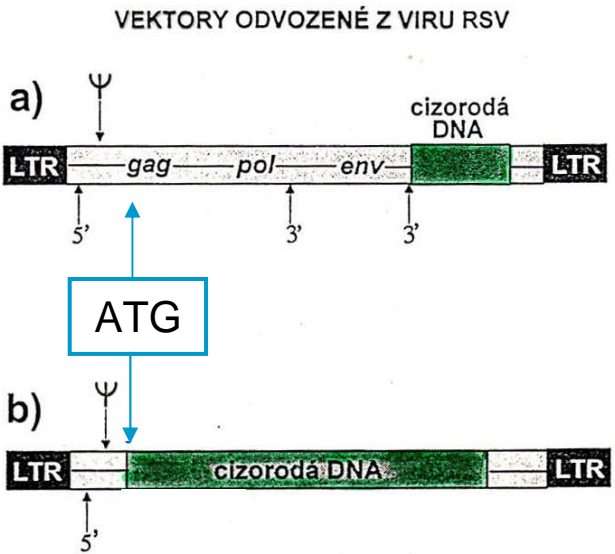 VEKTORY ODVOZENÉ Z VIRU RSV
Ψ
a)
cizorodá
DNA
LTR gag pol env LTR
5' 3' 3'
ATG
Ψ
b)
LTR cizorodá DNA LTR
5'